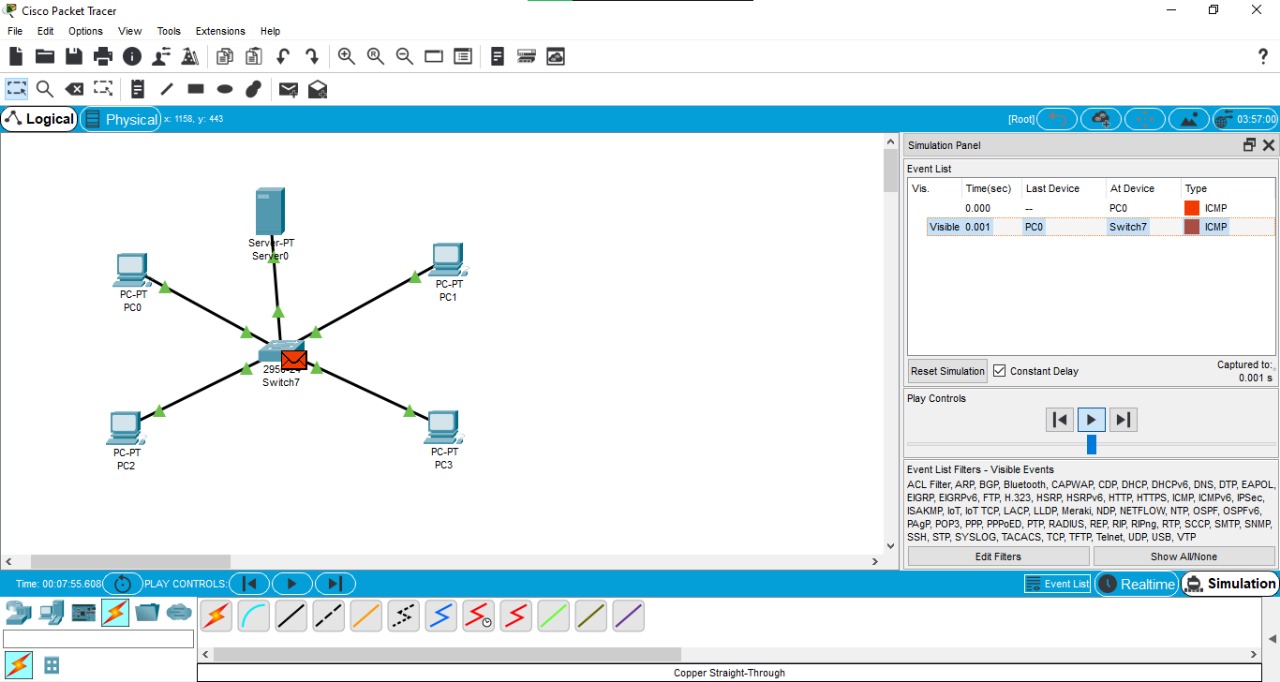 Cisco Packet Tracer
File Edit Options View Tools Extensions Help
Logical Physical x: 1158, y: 443 [Root] 03:57:00
Simulation Panel
Event List
Vis. Time(sec) Last Device At Device Type
0.000 -- PC0 ICMP
Visible 0.001 PC0 Switch7 ICMP
Server-PT
Server0
PC-PT
PC0
PC-PT
PC1
2950-24
Switch7
PC-PT
PC2
PC-PT
PC3
Reset Simulation Constant Delay Captured to:
0.001 s
Play Controls
Event List Filters - Visible Events
ACL Filter, ARP, BGP, Bluetooth, CAPWAP, CDP, DHCP, DHCPv6, DNS, DTP, EAPOL,
EIGRP, EIGRPv6, FTP, H.323, HSRP, HSRPv6, HTTP, HTTPS, ICMP, ICMPv6, IPSec,
ISAKMP, IoT, IoT TCP, LACP, LLDP, Meraki, NDP, NETFLOW, NTP, OSPF, OSPFv6,
PAgP, POP3, PPP, PPPoED, PTP, RADIUS, REP, RIP, RIPng, RTP, SCCP, SMTP, SNMP,
SSH, STP, SYSLOG, TACACS, TCP, TFTP, Telnet, UDP, USB, VTP
Edit Filters Show All/None
Time: 00:07:55.608 PLAY CONTROLS: Event List Realtime Simulation
Copper Straight-Through